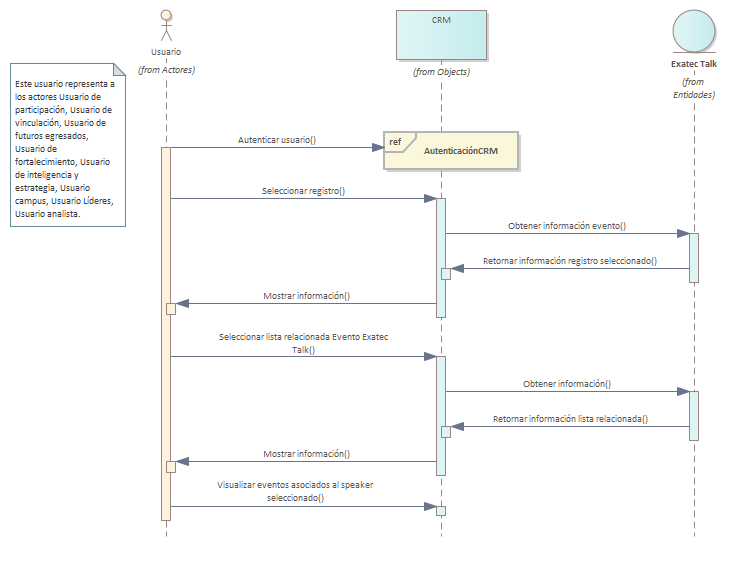 CRM
Usuario
(from Actores)
(from Objects)
Exatec Talk
(from
Entidades)
Este usuario representa a
los actores Usuario de
participación, Usuario de
vinculación, Usuario de
futuros egresados,
Usuario de
fortalecimiento, Usuario
de inteligencia y
estrategia, Usuario
campus, Usuario Líderes,
Usuario analista.
Autenticar usuario()
ref
AutenticaciónCRM
Seleccionar registro()
Obtener información evento()
Retornar información registro seleccionado()
Mostrar información()
Seleccionar lista relacionada Evento Exatec
Talk()
Obtener información()
Retornar información lista relacionada()
Mostrar información()
Visualizar eventos asociados al speaker
seleccionado()